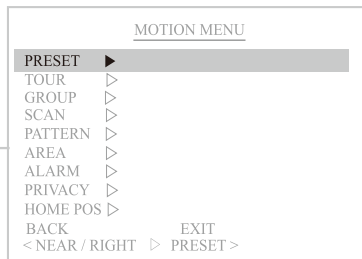 MOTION MENU
PRESET ▶
TOUR ▷
GROUP ▷
SCAN ▷
PATTERN ▷
AREA ▷
ALARM ▷
PRIVACY ▷
HOME POS ▷
BACK EXIT
< NEAR / RIGHT ▷ PRESET >